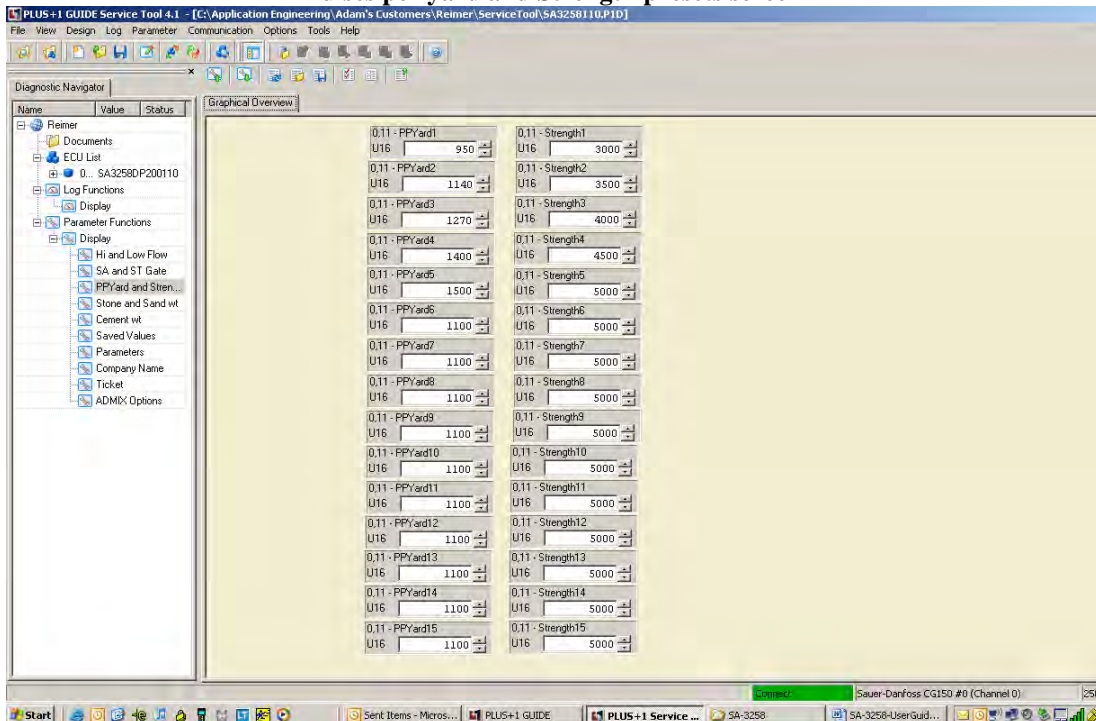 PLUS+1 GUIDE Service Tool 4.1 - [C:\Application Engineering\Adam's Customers\Reimer\ServiceTool\SA3258110.P1D]
File View Design Log Parameter Communication Options Tools Help
Diagnostic Navigator
Name Value Status
Reimer
Documents
ECU List
0... SA3258DP200110
Log Functions
Display
Parameter Functions
Display
Hi and Low Flow
SA and ST Gate
PPYard and Stren...
Stone and Sand wt
Cement wt
Saved Values
Parameters
Company Name
Ticket
ADMIX Options
Graphical Overview
0,11 - PPYard1 0,11 - Strength1
U16 950 U16 3000
0,11 - PPYard2 0,11 - Strength2
U16 1140 U16 3500
0,11 - PPYard3 0,11 - Strength3
U16 1270 U16 4000
0,11 - PPYard4 0,11 - Strength4
U16 1400 U16 4500
0,11 - PPYard5 0,11 - Strength5
U16 1500 U16 5000
0,11 - PPYard6 0,11 - Strength6
U16 1100 U16 5000
0,11 - PPYard7 0,11 - Strength7
U16 1100 U16 5000
0,11 - PPYard8 0,11 - Strength8
U16 1100 U16 5000
0,11 - PPYard9 0,11 - Strength9
U16 1100 U16 5000
0,11 - PPYard10 0,11 - Strength10
U16 1100 U16 5000
0,11 - PPYard11 0,11 - Strength11
U16 1100 U16 5000
0,11 - PPYard12 0,11 - Strength12
U16 1100 U16 5000
0,11 - PPYard13 0,11 - Strength13
U16 1100 U16 5000
0,11 - PPYard14 0,11 - Strength14
U16 1100 U16 5000
0,11 - PPYard15 0,11 - Strength15
U16 1100 U16 5000
Connect Sauer-Danfoss CG150 #0 (Channel 0)
Start Sent Items - Micros... PLUS+1 GUIDE PLUS+1 Service ... SA-3258 SA-3258-UserGuid...